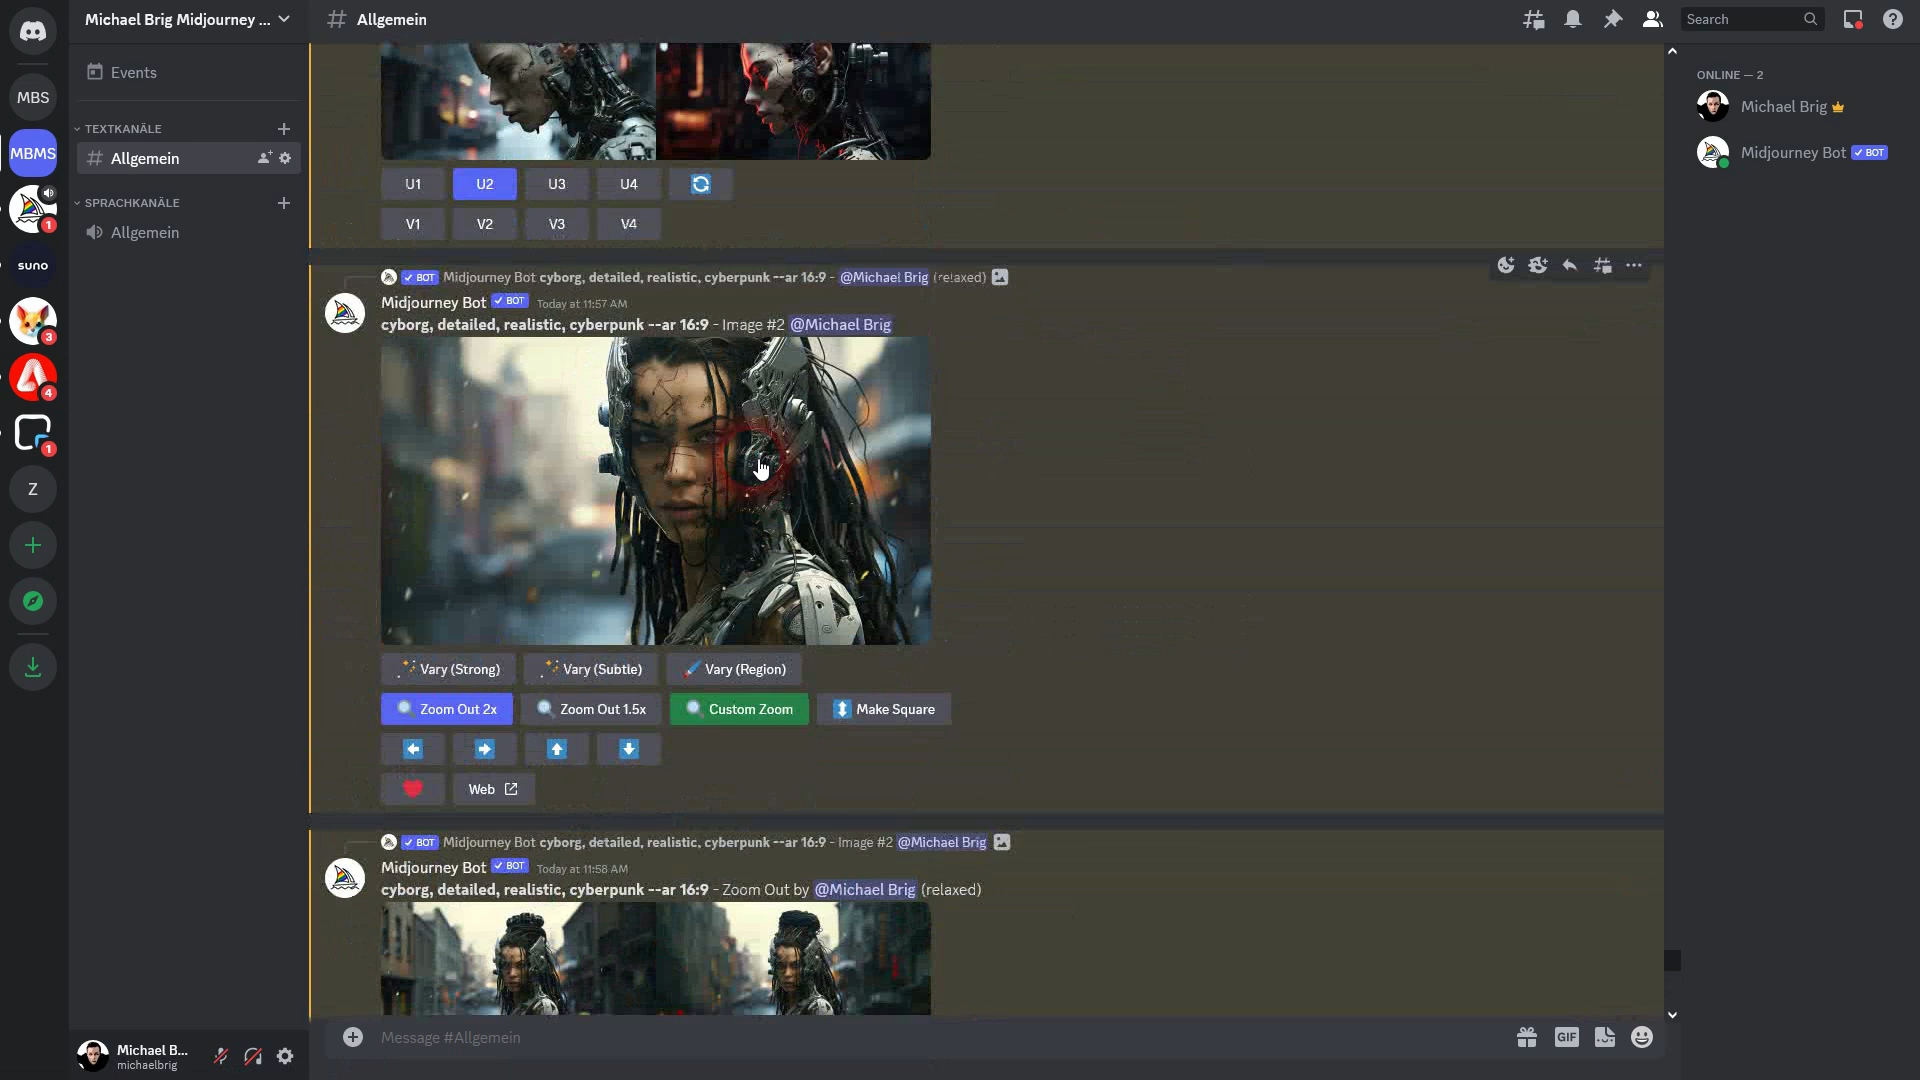 Michael Brig Midjourney ...
Allgemein
Search
Events
TEXTKANÄLE
Allgemein
SPRACHKANÄLE
Allgemein
MBS
MBMS
1
suno
3
4
1
Z
U1
U2
U3
U4
V1
V2
V3
V4
BOT Midjourney Bot cyborg, detailed, realistic, cyberpunk --ar 16:9 - @Michael Brig (relaxed)
Midjourney Bot BOT Today at 11:57 AM
cyborg, detailed, realistic, cyberpunk --ar 16:9 - Image #2 @Michael Brig
Vary (Strong)
Vary (Subtle)
Vary (Region)
Zoom Out 2x
Zoom Out 1.5x
Custom Zoom
Make Square
Web
BOT Midjourney Bot cyborg, detailed, realistic, cyberpunk --ar 16:9 - Image #2 @Michael Brig
Midjourney Bot BOT Today at 11:58 AM
cyborg, detailed, realistic, cyberpunk --ar 16:9 - Zoom Out by @Michael Brig (relaxed)
Message #Allgemein
GIF
Michael B...
michaelbrig
ONLINE — 2
Michael Brig
Midjourney Bot BOT